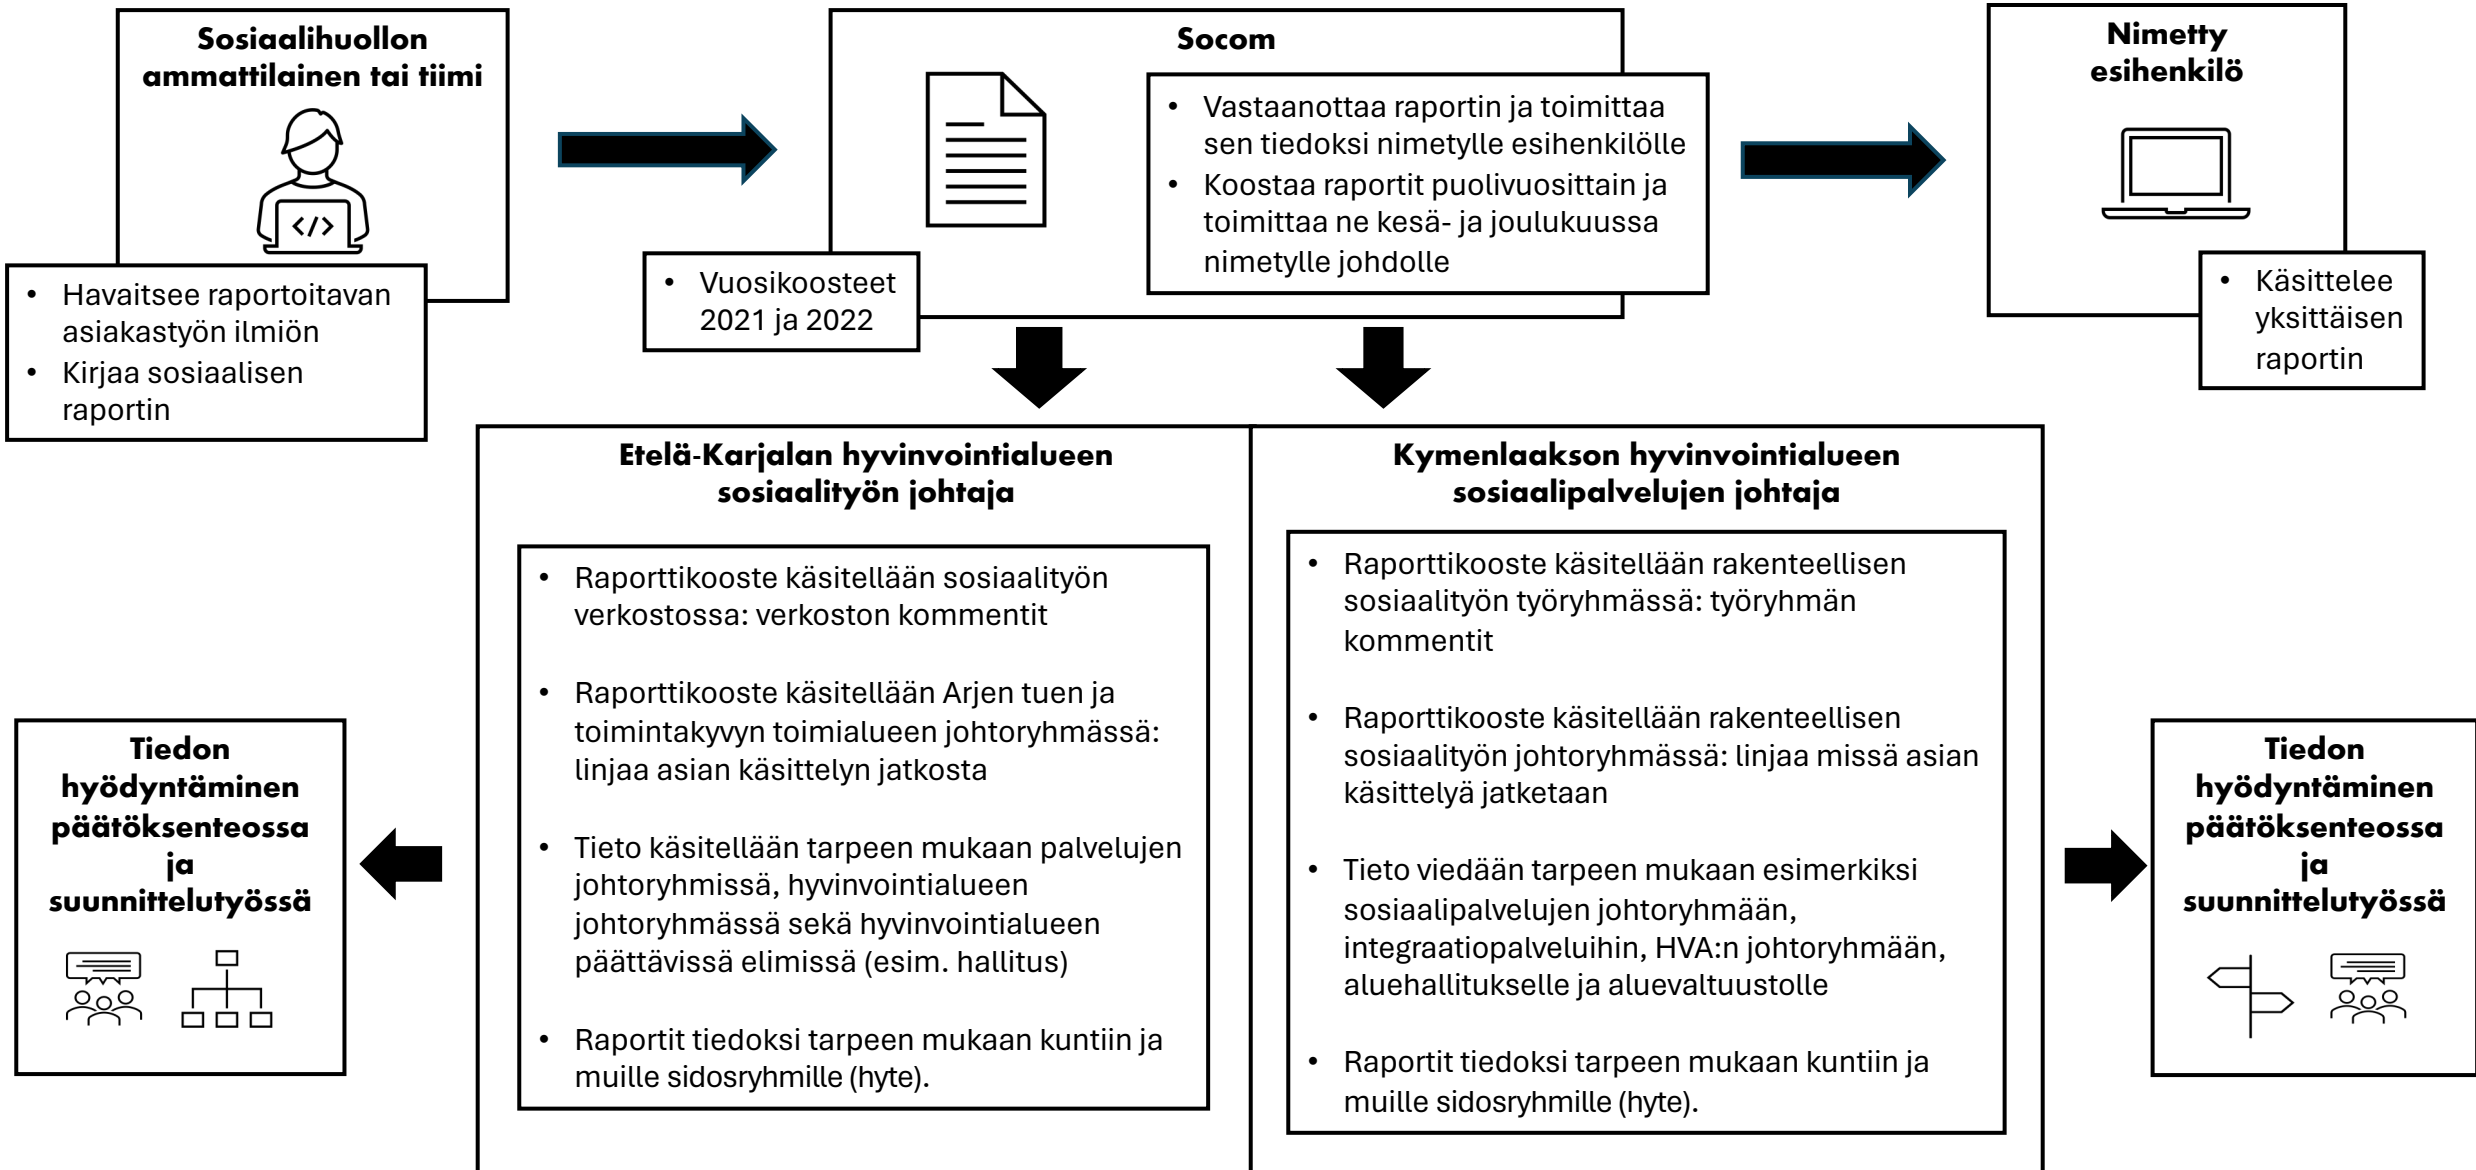 Sosiaalihuollon
ammattilainen tai tiimi
</>
• Havaitsee raportoitavan
asiakastyön ilmiön
• Kirjaa sosiaalisen
raportin
Socom
• Vastaanottaa raportin ja toimittaa
sen tiedoksi nimetylle esihenkilölle
• Koostaa raportit puolivuosittain ja
toimittaa ne kesä- ja joulukuussa
nimetylle johdolle
• Vuosikoosteet
2021 ja 2022
Nimetty
esihenkilö
• Käsittelee
yksittäisen
raportin
Etelä-Karjalan hyvinvointialueen
sosiaalityön johtaja
• Raporttikooste käsitellään sosiaalityön
verkostossa: verkoston kommentit
• Raporttikooste käsitellään Arjen tuen ja
toimintakyvyn toimialueen johtoryhmässä:
linjaa asian käsittelyn jatkosta
• Tieto käsitellään tarpeen mukaan palvelujen
johtoryhmissä, hyvinvointialueen
johtoryhmässä sekä hyvinvointialueen
päättävissä elimissä (esim. hallitus)
• Raportit tiedoksi tarpeen mukaan kuntiin ja
muille sidosryhmille (hyte).
Kymenlaakson hyvinvointialueen
sosiaalipalvelujen johtaja
• Raporttikooste käsitellään rakenteellisen
sosiaalityön työryhmässä: työryhmän
kommentit
• Raporttikooste käsitellään rakenteellisen
sosiaalityön johtoryhmässä: linjaa missä asian
käsittelyä jatketaan
• Tieto viedään tarpeen mukaan esimerkiksi
sosiaalipalvelujen johtoryhmään,
integraatiopalveluihin, HVA:n johtoryhmään,
aluehallitukselle ja aluevaltuustolle
• Raportit tiedoksi tarpeen mukaan kuntiin ja
muille sidosryhmille (hyte).
Tiedon
hyödyntäminen
päätöksenteossa
ja
suunnittelutyössä
Tiedon
hyödyntäminen
päätöksenteossa
ja
suunnittelutyössä